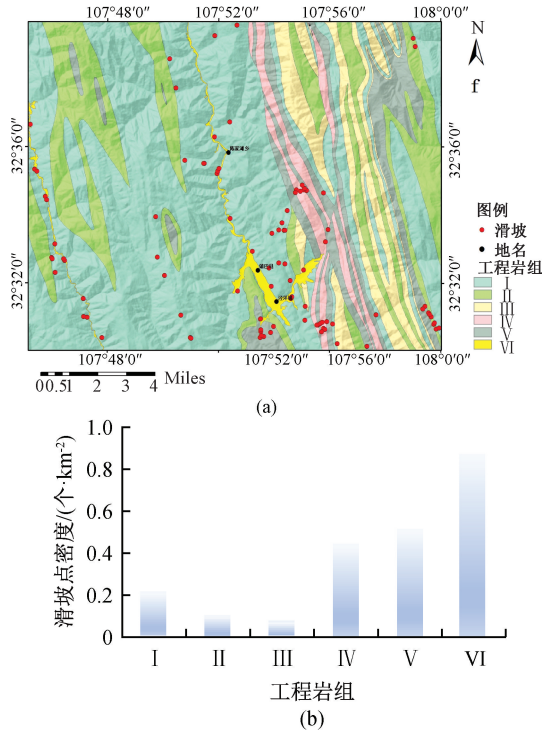 107°48′0″ 107°52′0″ 107°56′0″ 108°0′0″
N
f
32°36′0″ 32°36′0″
32°32′0″ 32°32′0″
图例
滑坡
地名
工程岩组
I
II
III
IV
V
VI
107°48′0″ 107°52′0″ 107°56′0″ 108°0′0″
0 0.5 1 2 3 4 Miles
(a)
滑坡点密度/(个·km-2)
1.0
0.8
0.6
0.4
0.2
0
I II III IV V VI
工程岩组
(b)